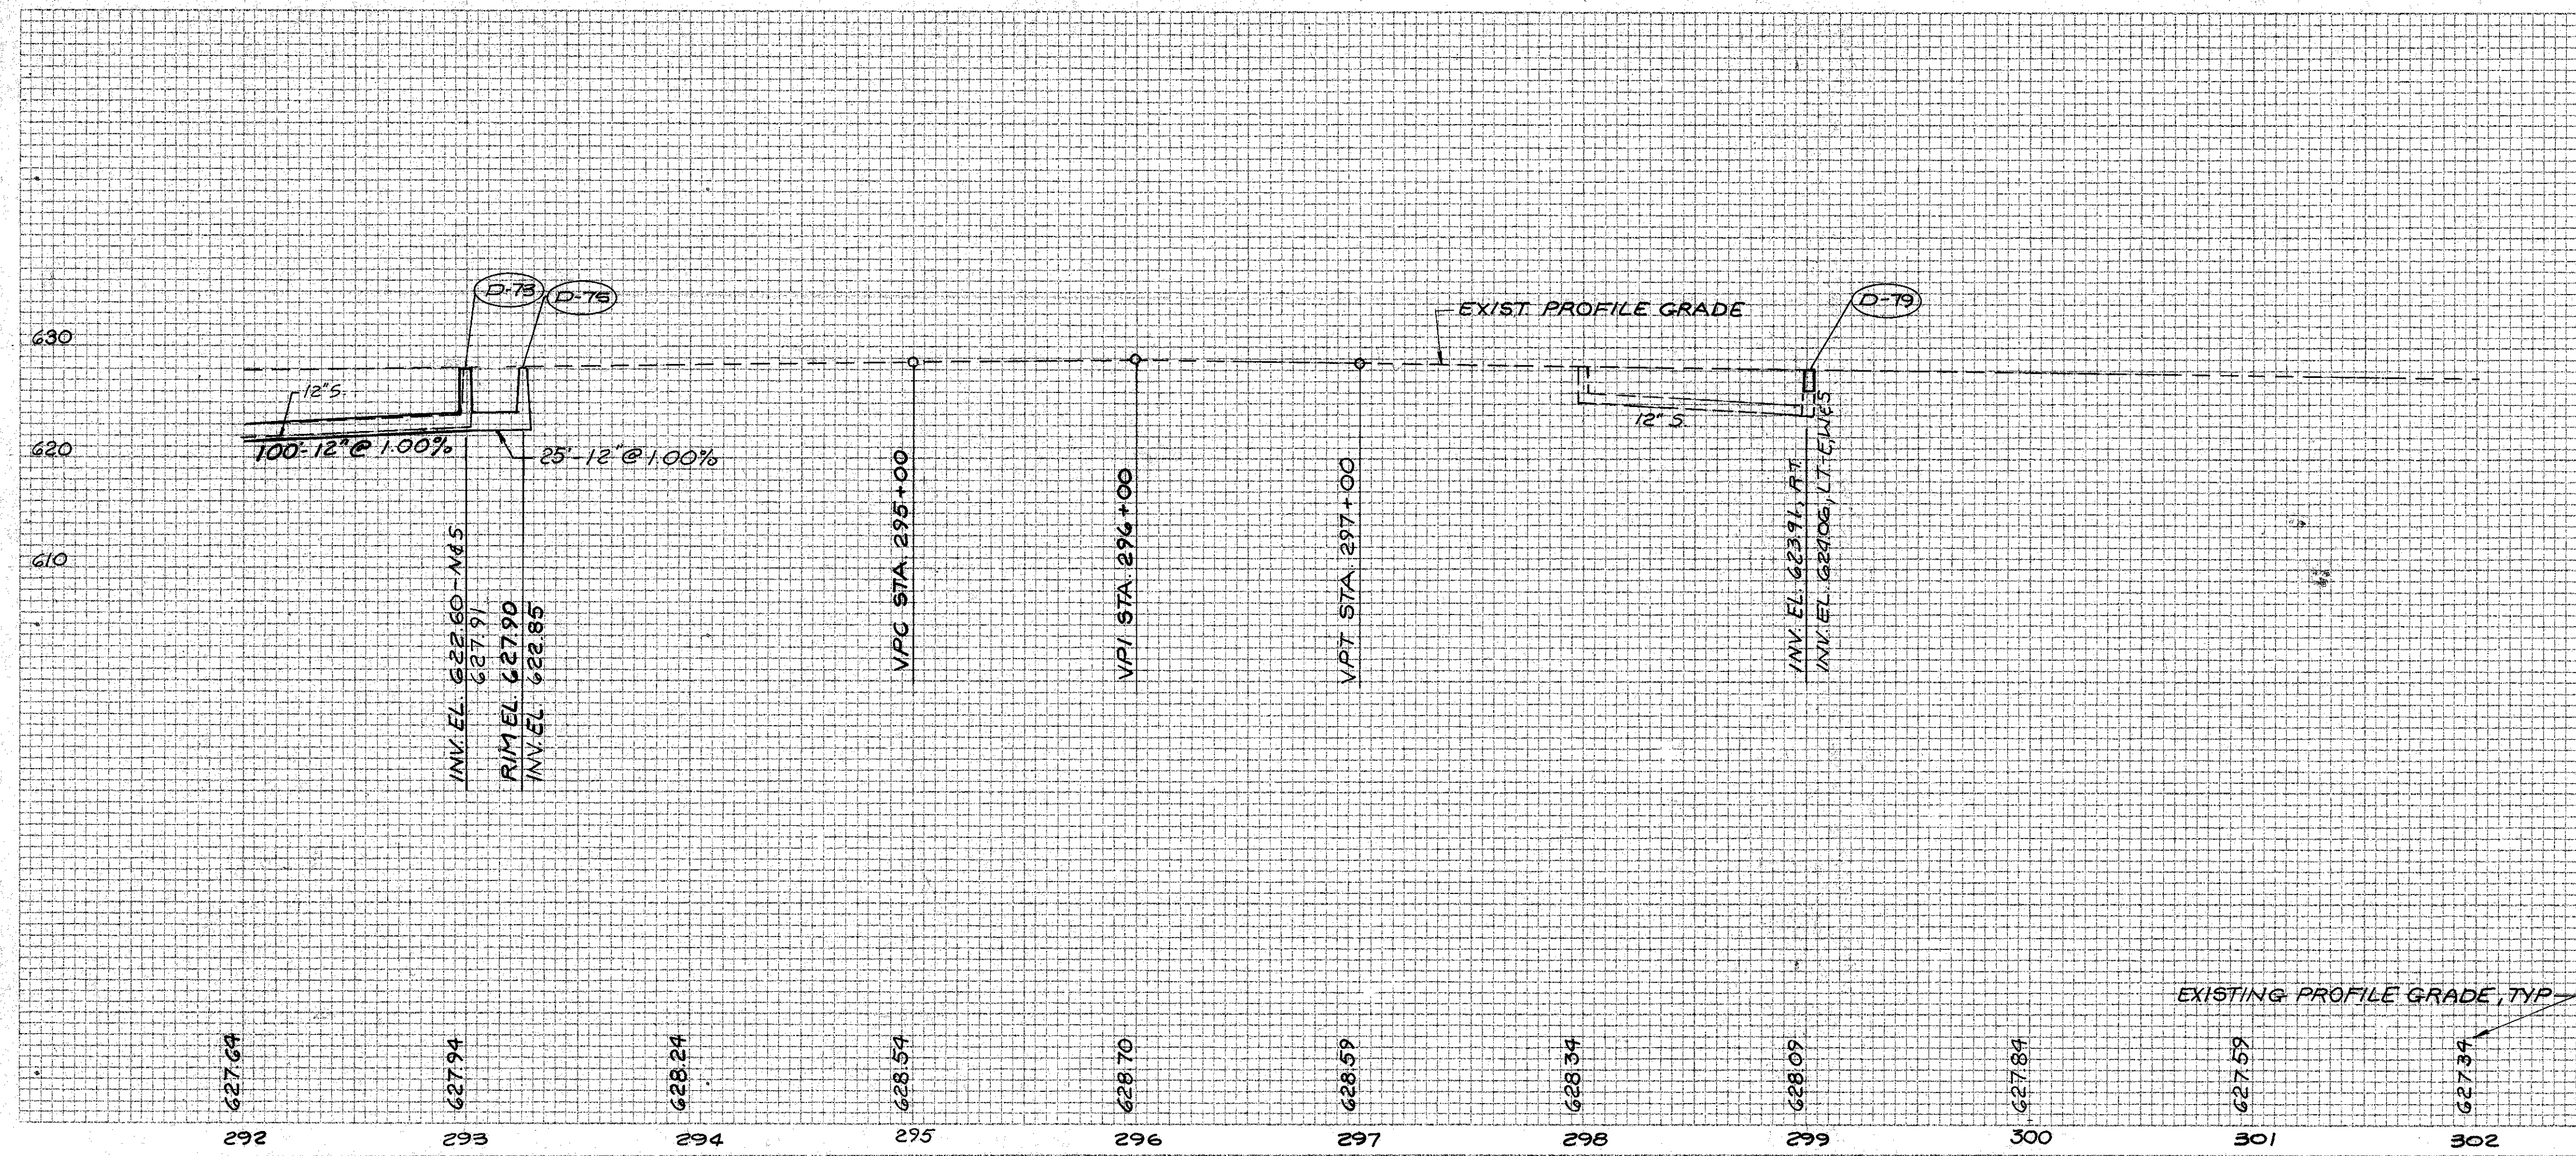 D-73
D-75
EXIST. PROFILE GRADE
D-79
630
12" S.
620
100'-12" @ 1.00%
25'-12" @ 1.00%
12" S.
610
INV. EL. 622.60-N&S
627.91
RIM EL. 627.90
INV. EL. 622.85
VPC STA. 295+00
VPI STA. 296+00
VPT STA. 297+00
INV. EL. 623.91, RT.
INV. EL. 624.06, LT-E,W&S
EXISTING PROFILE GRADE, TYP
627.64
627.94
628.24
628.54
628.70
628.59
628.34
628.09
627.84
627.59
627.34
292
293
294
295
296
297
298
299
300
301
302